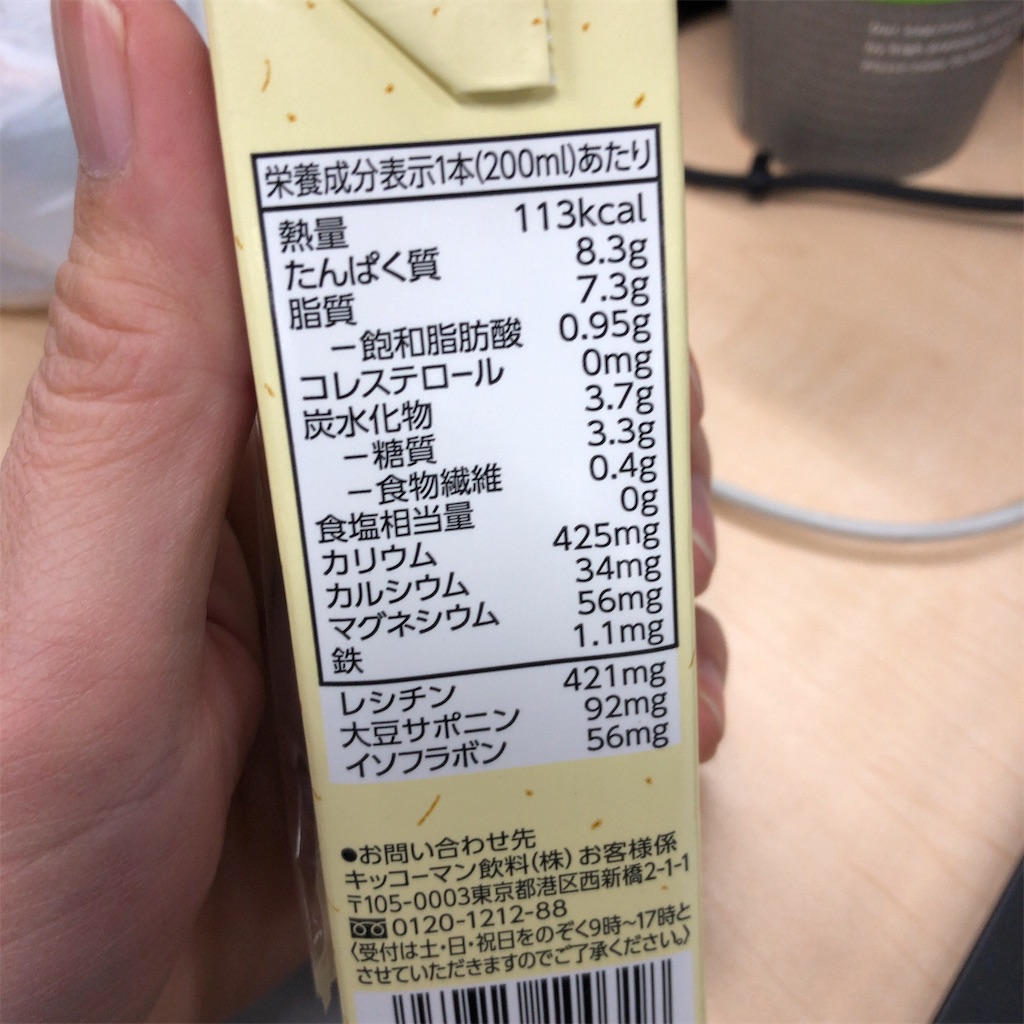 栄養成分表示1本(200ml)あたり
熱量 113kcal
たんぱく質 8.3g
脂質 7.3g
－飽和脂肪酸 0.95g
コレステロール 0mg
炭水化物 3.7g
－糖質 3.3g
－食物繊維 0.4g
食塩相当量 0g
カリウム 425mg
カルシウム 34mg
マグネシウム 56mg
鉄 1.1mg
レシチン 421mg
大豆サポニン 92mg
イソフラボン 56mg
●お問い合わせ先
キッコーマン飲料(株) お客様係
〒105-0003東京都港区西新橋2-1-1
0120-1212-88
〈受付は土・日・祝日をのぞく9時～17時と
させていただきますのでご了承ください。〉